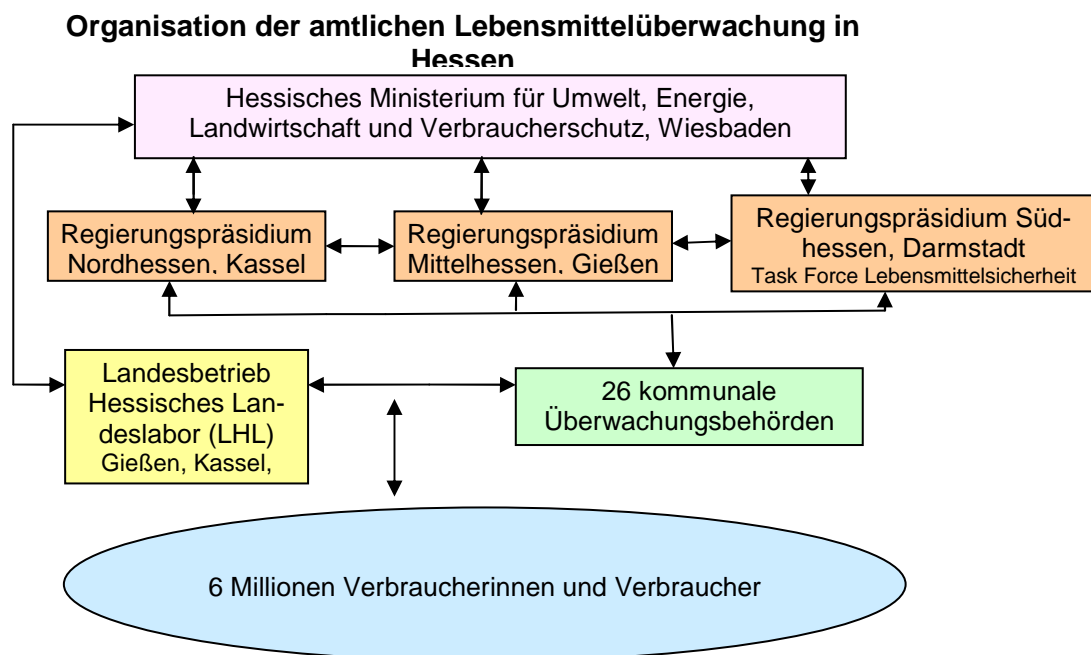 Organisation der amtlichen Lebensmittelüberwachung in
Hessen
Hessisches Ministerium für Umwelt, Energie,
Landwirtschaft und Verbraucherschutz, Wiesbaden
Regierungspräsidium
Nordhessen, Kassel
Regierungspräsidium
Mittelhessen, Gießen
Regierungspräsidium Süd-
hessen, Darmstadt
Task Force Lebensmittelsicherheit
Landesbetrieb
Hessisches Lan-
deslabor (LHL)
Gießen, Kassel,
26 kommunale
Überwachungsbehörden
6 Millionen Verbraucherinnen und Verbraucher